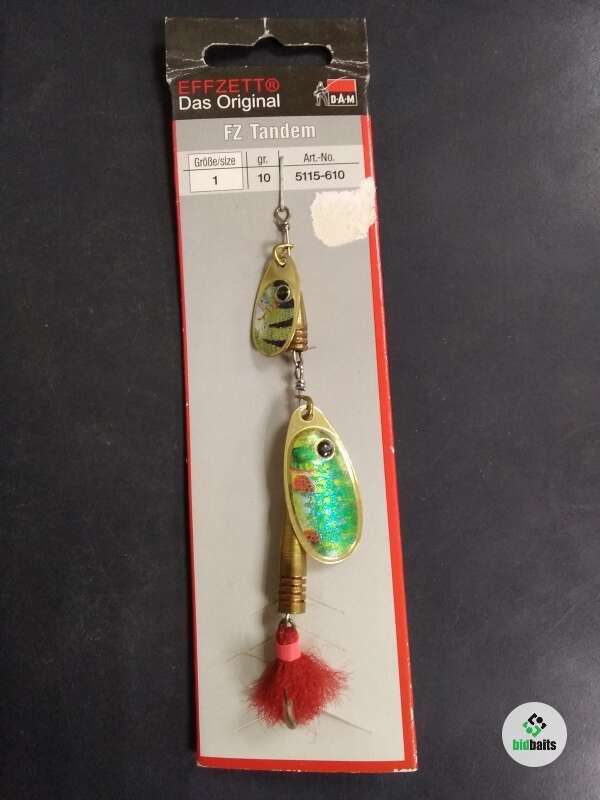 EFFZETT®
Das Original
D·A·M
FZ Tandem
Größe/size gr. Art.-No.
1 10 5115-610
bidbaits